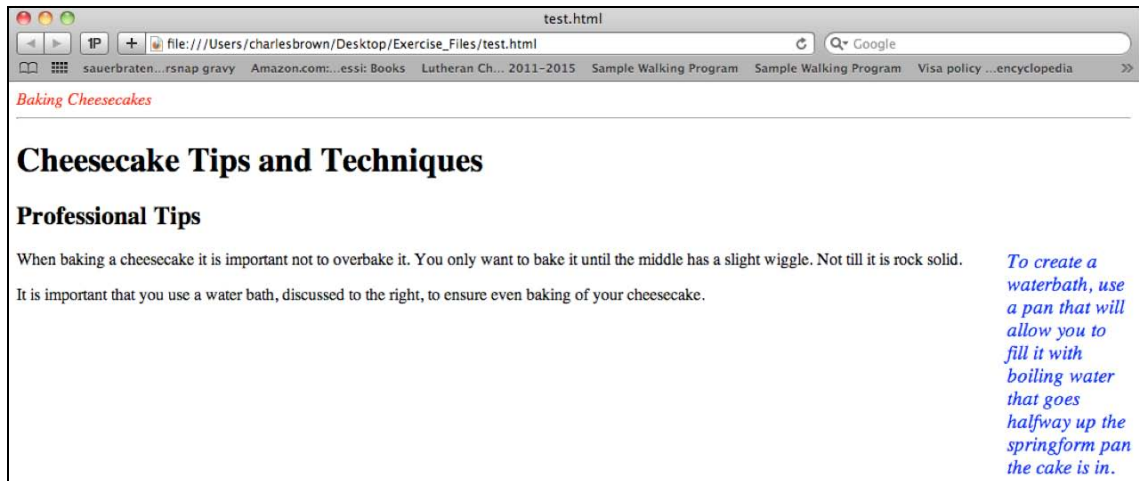 test.html
1P + file:///Users/charlesbrown/Desktop/Exercise_Files/test.html Google
sauerbraten...rsnap gravy Amazon.com:...essi: Books Lutheran Ch... 2011-2015 Sample Walking Program Sample Walking Program Visa policy ...encyclopedia >>
Baking Cheesecakes
Cheesecake Tips and Techniques
Professional Tips
When baking a cheesecake it is important not to overbake it. You only want to bake it until the middle has a slight wiggle. Not till it is rock solid.
It is important that you use a water bath, discussed to the right, to ensure even baking of your cheesecake.
To create a
waterbath, use
a pan that will
allow you to
fill it with
boiling water
that goes
halfway up the
springform pan
the cake is in.